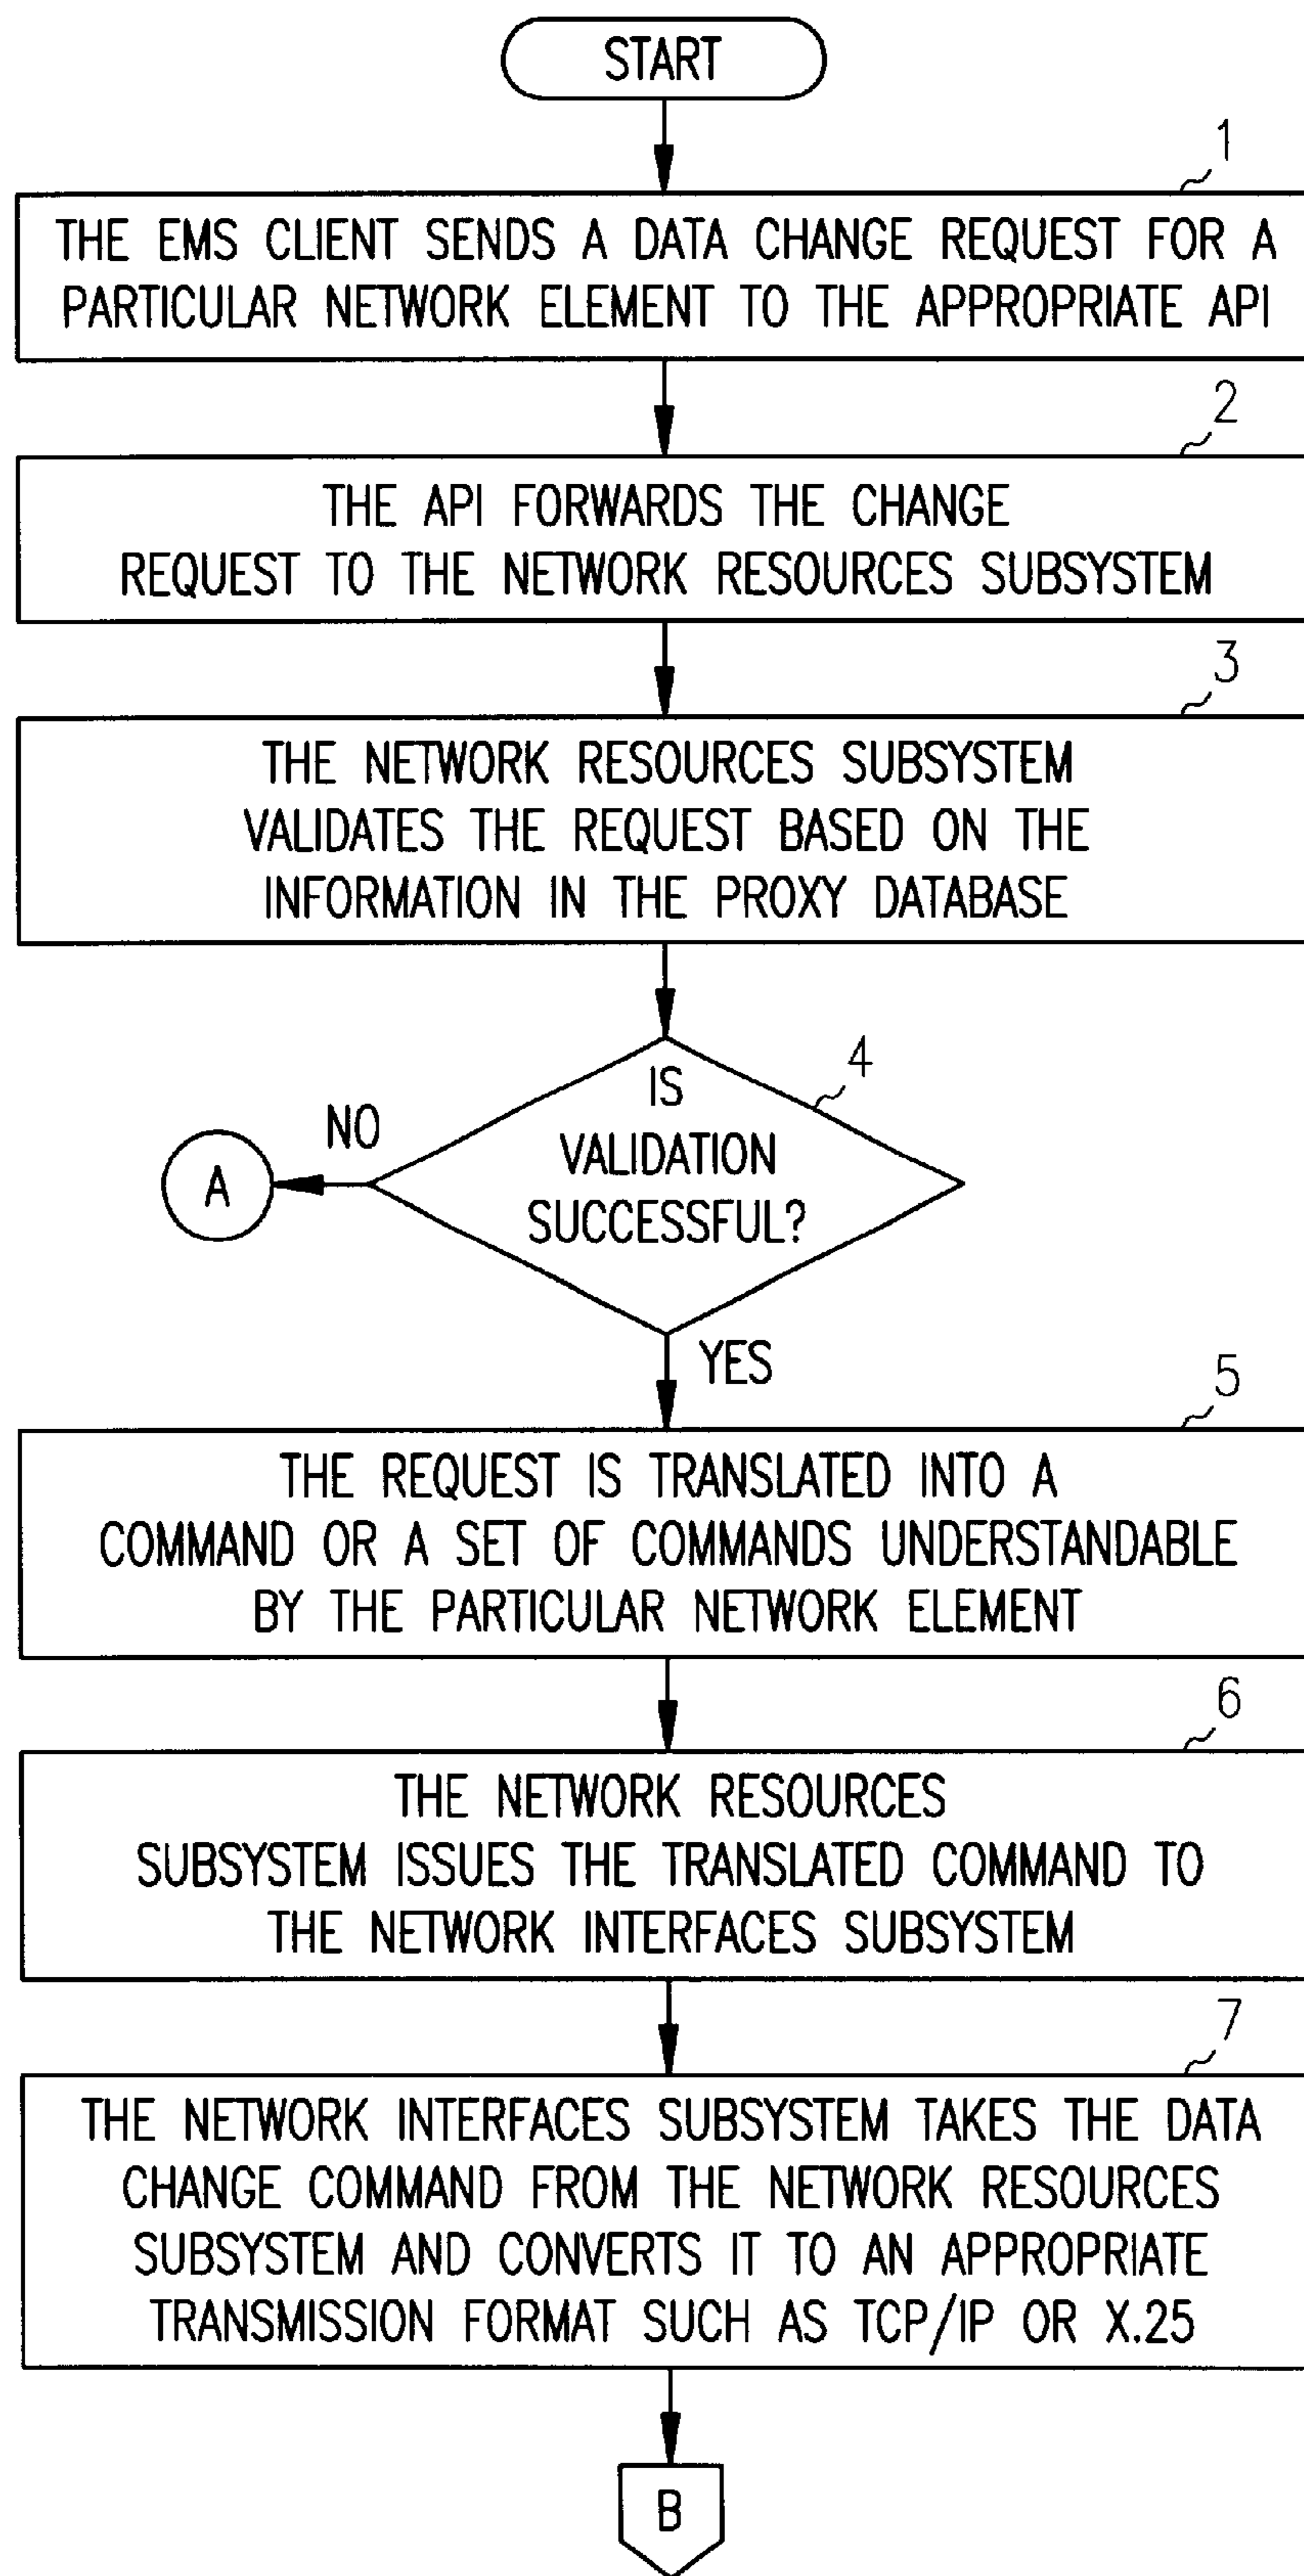 START
1
THE EMS CLIENT SENDS A DATA CHANGE REQUEST FOR A
PARTICULAR NETWORK ELEMENT TO THE APPROPRIATE API
2
THE API FORWARDS THE CHANGE
REQUEST TO THE NETWORK RESOURCES SUBSYSTEM
3
THE NETWORK RESOURCES SUBSYSTEM
VALIDATES THE REQUEST BASED ON THE
INFORMATION IN THE PROXY DATABASE
4
IS
VALIDATION
SUCCESSFUL?
NO
A
YES
5
THE REQUEST IS TRANSLATED INTO A
COMMAND OR A SET OF COMMANDS UNDERSTANDABLE
BY THE PARTICULAR NETWORK ELEMENT
6
THE NETWORK RESOURCES
SUBSYSTEM ISSUES THE TRANSLATED COMMAND TO
THE NETWORK INTERFACES SUBSYSTEM
7
THE NETWORK INTERFACES SUBSYSTEM TAKES THE DATA
CHANGE COMMAND FROM THE NETWORK RESOURCES
SUBSYSTEM AND CONVERTS IT TO AN APPROPRIATE
TRANSMISSION FORMAT SUCH AS TCP/IP OR X.25
B